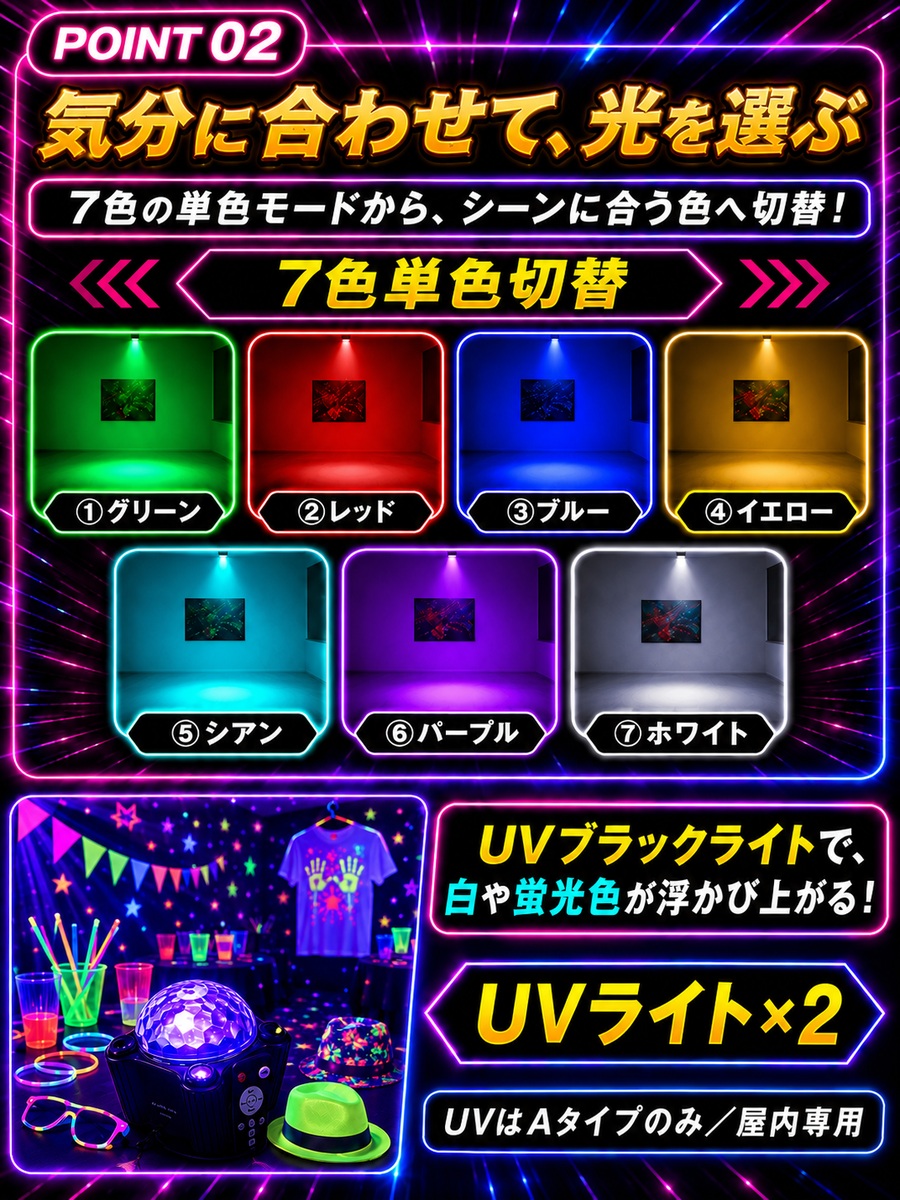 POINT 02
気分に合わせて、光を選ぶ
7色の単色モードから、シーンに合う色へ切替！
7色単色切替
①グリーン
②レッド
③ブルー
④イエロー
⑤シアン
⑥パープル
⑦ホワイト
UVブラックライトで、
白や蛍光色が浮かび上がる！
UVライト×2
UVはAタイプのみ／屋内専用